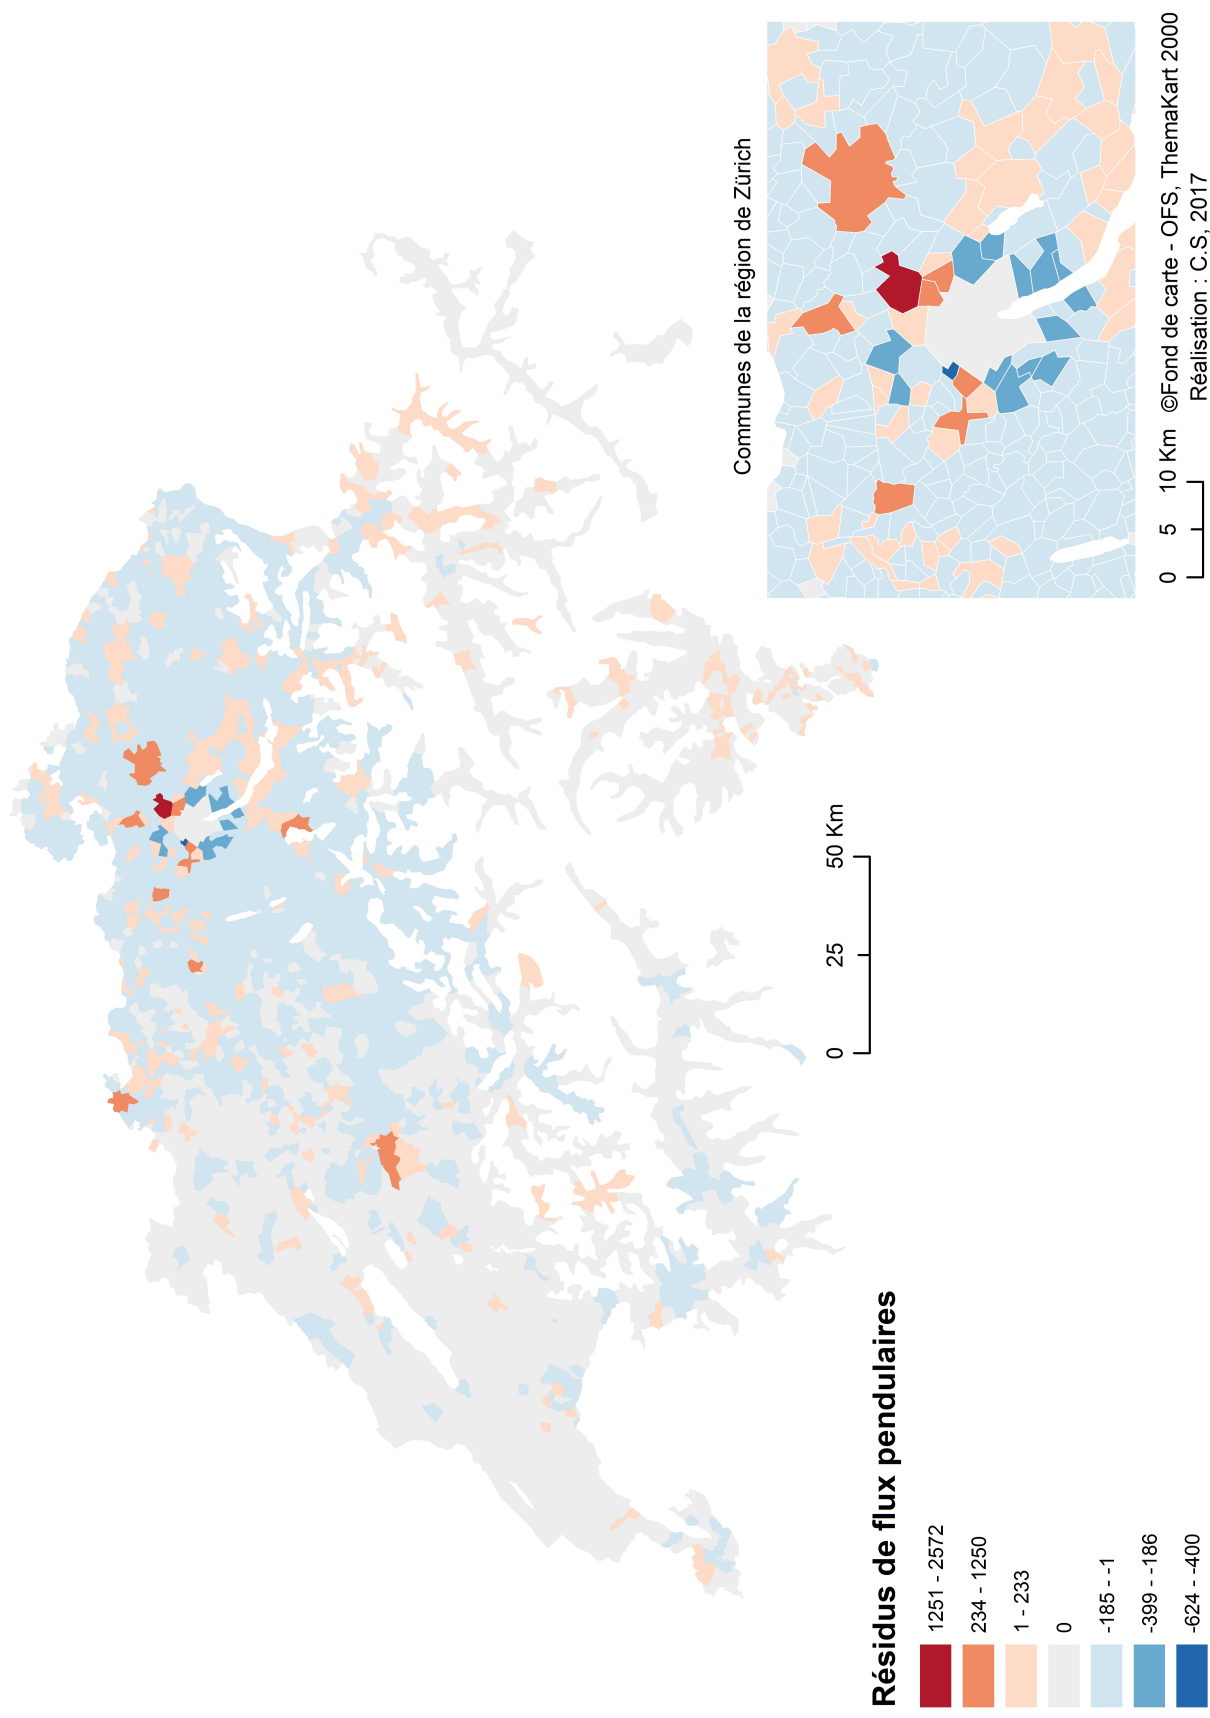 Communes de la région de Zürich
0 25 50 Km
Résidus de flux pendulaires
1251 - 2572
234 - 1250
1 - 233
0
-185 - -1
-399 - -186
-624 - -400
0 5 10 Km
©Fond de carte - OFS, ThemaKart 2000
Réalisation : C.S, 2017